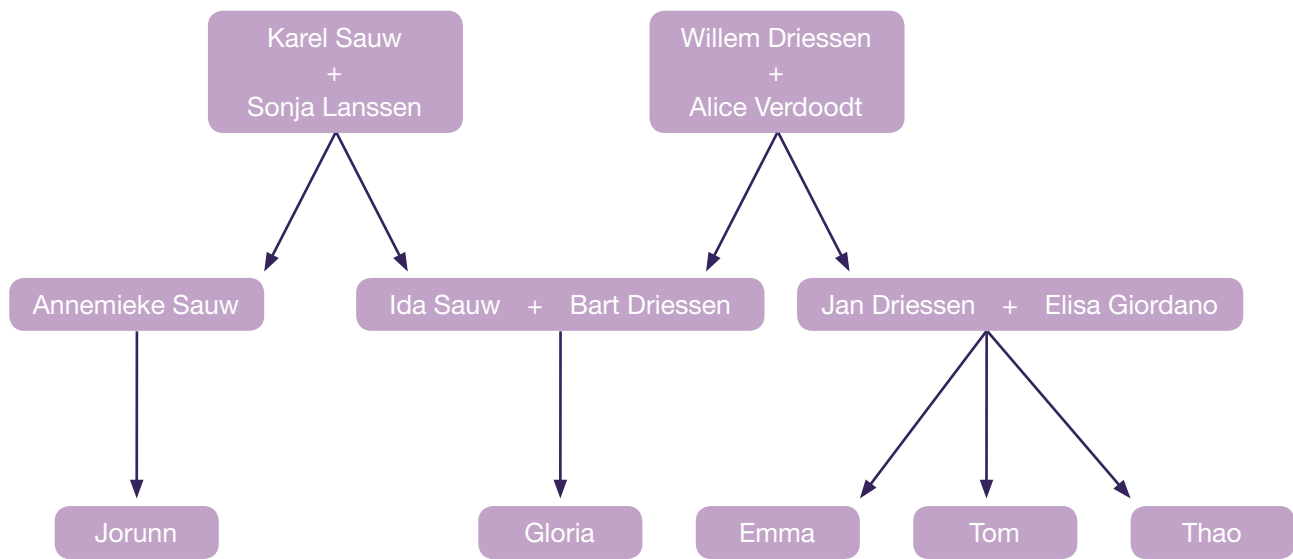 Karel Sauw
+
Sonja Lanssen
Willem Driessen
+
Alice Verdoodt
Annemieke Sauw
Ida Sauw + Bart Driessen
Jan Driessen + Elisa Giordano
Jorunn
Gloria
Emma
Tom
Thao